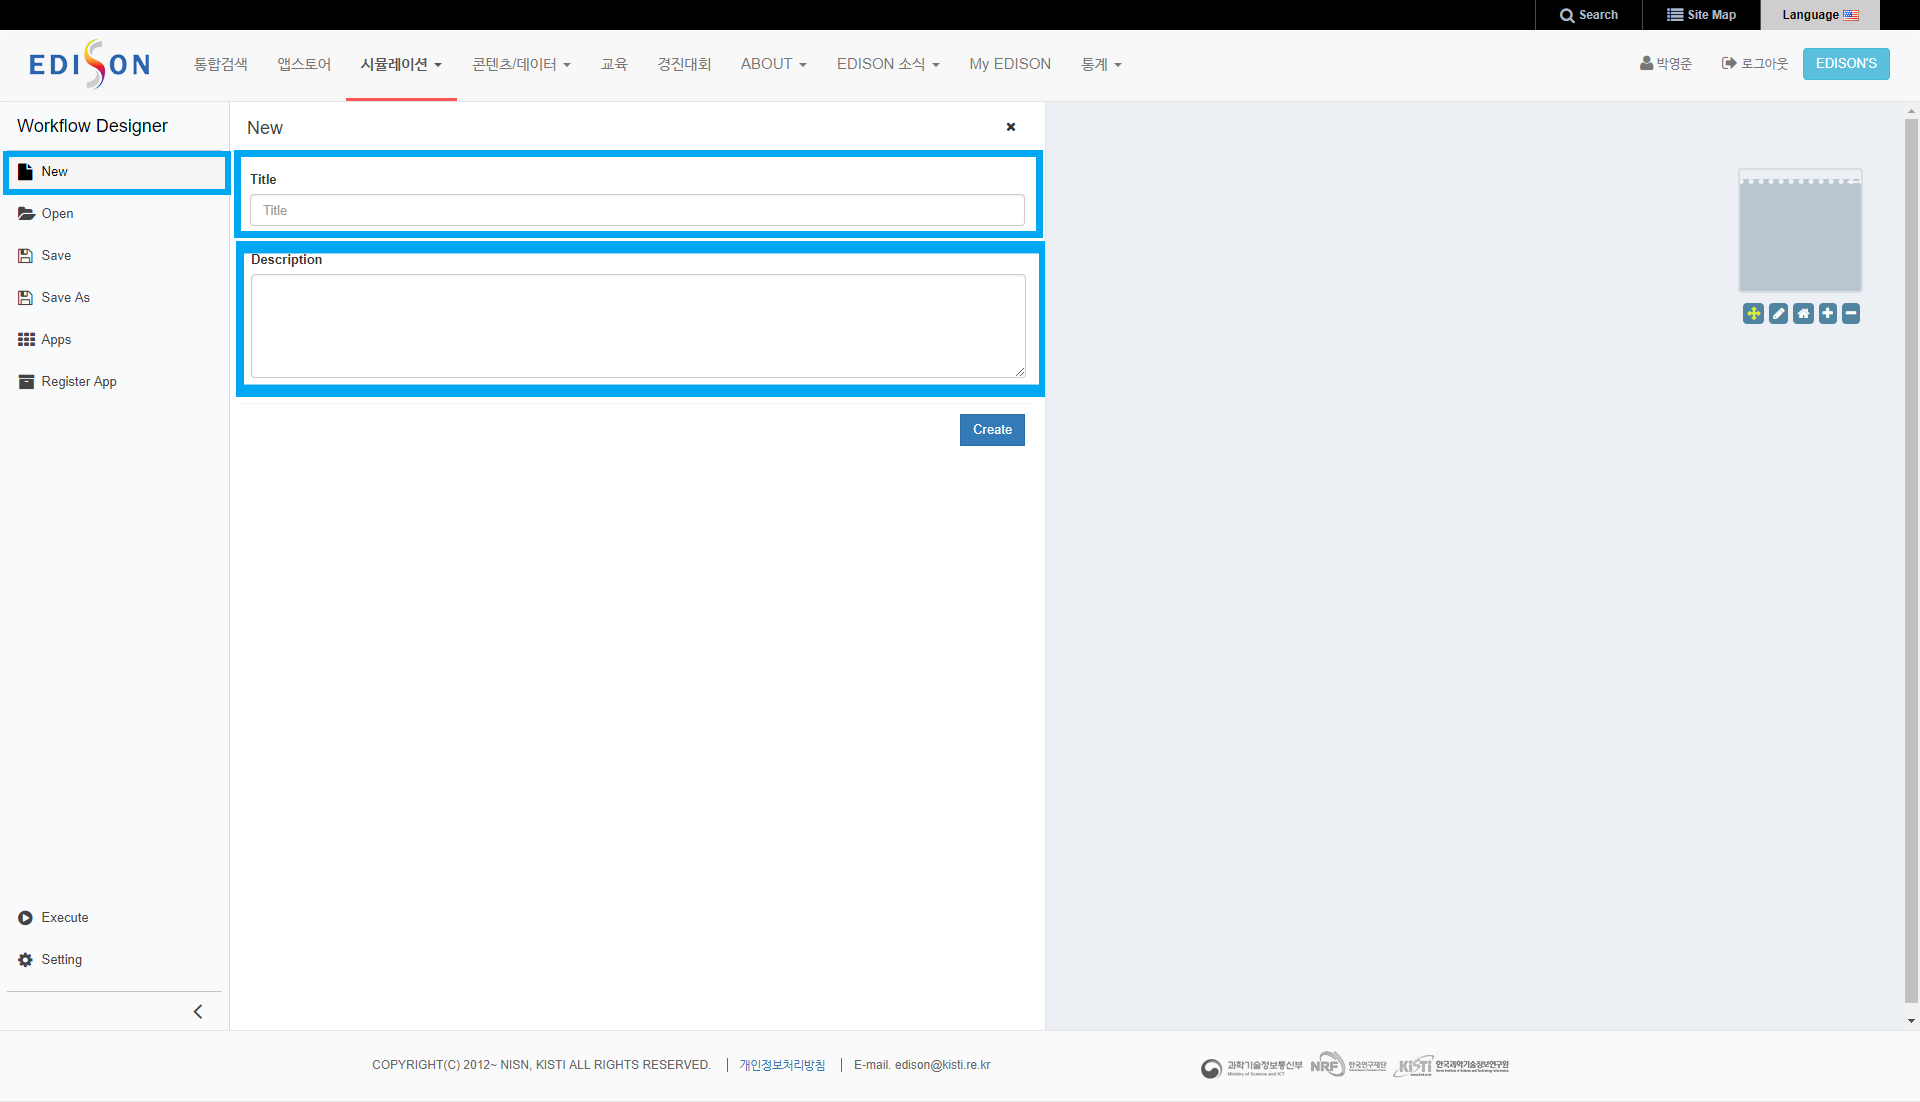 Search
Site Map
Language
EDISON
통합검색
앱스토어
시뮬레이션
콘텐츠/데이터
교육
경진대회
ABOUT
EDISON 소식
My EDISON
통계
박영준
로그아웃
EDISON'S
Workflow Designer
New
Open
Save
Save As
Apps
Register App
Execute
Setting
New
Title
Title
Description
Create
COPYRIGHT(C) 2012~ NISN, KISTI ALL RIGHTS RESERVED.
개인정보처리방침
E-mail. edison@kisti.re.kr
과학기술정보통신부
Ministry of Science and ICT
NRF 한국연구재단
KISTI 한국과학기술정보연구원